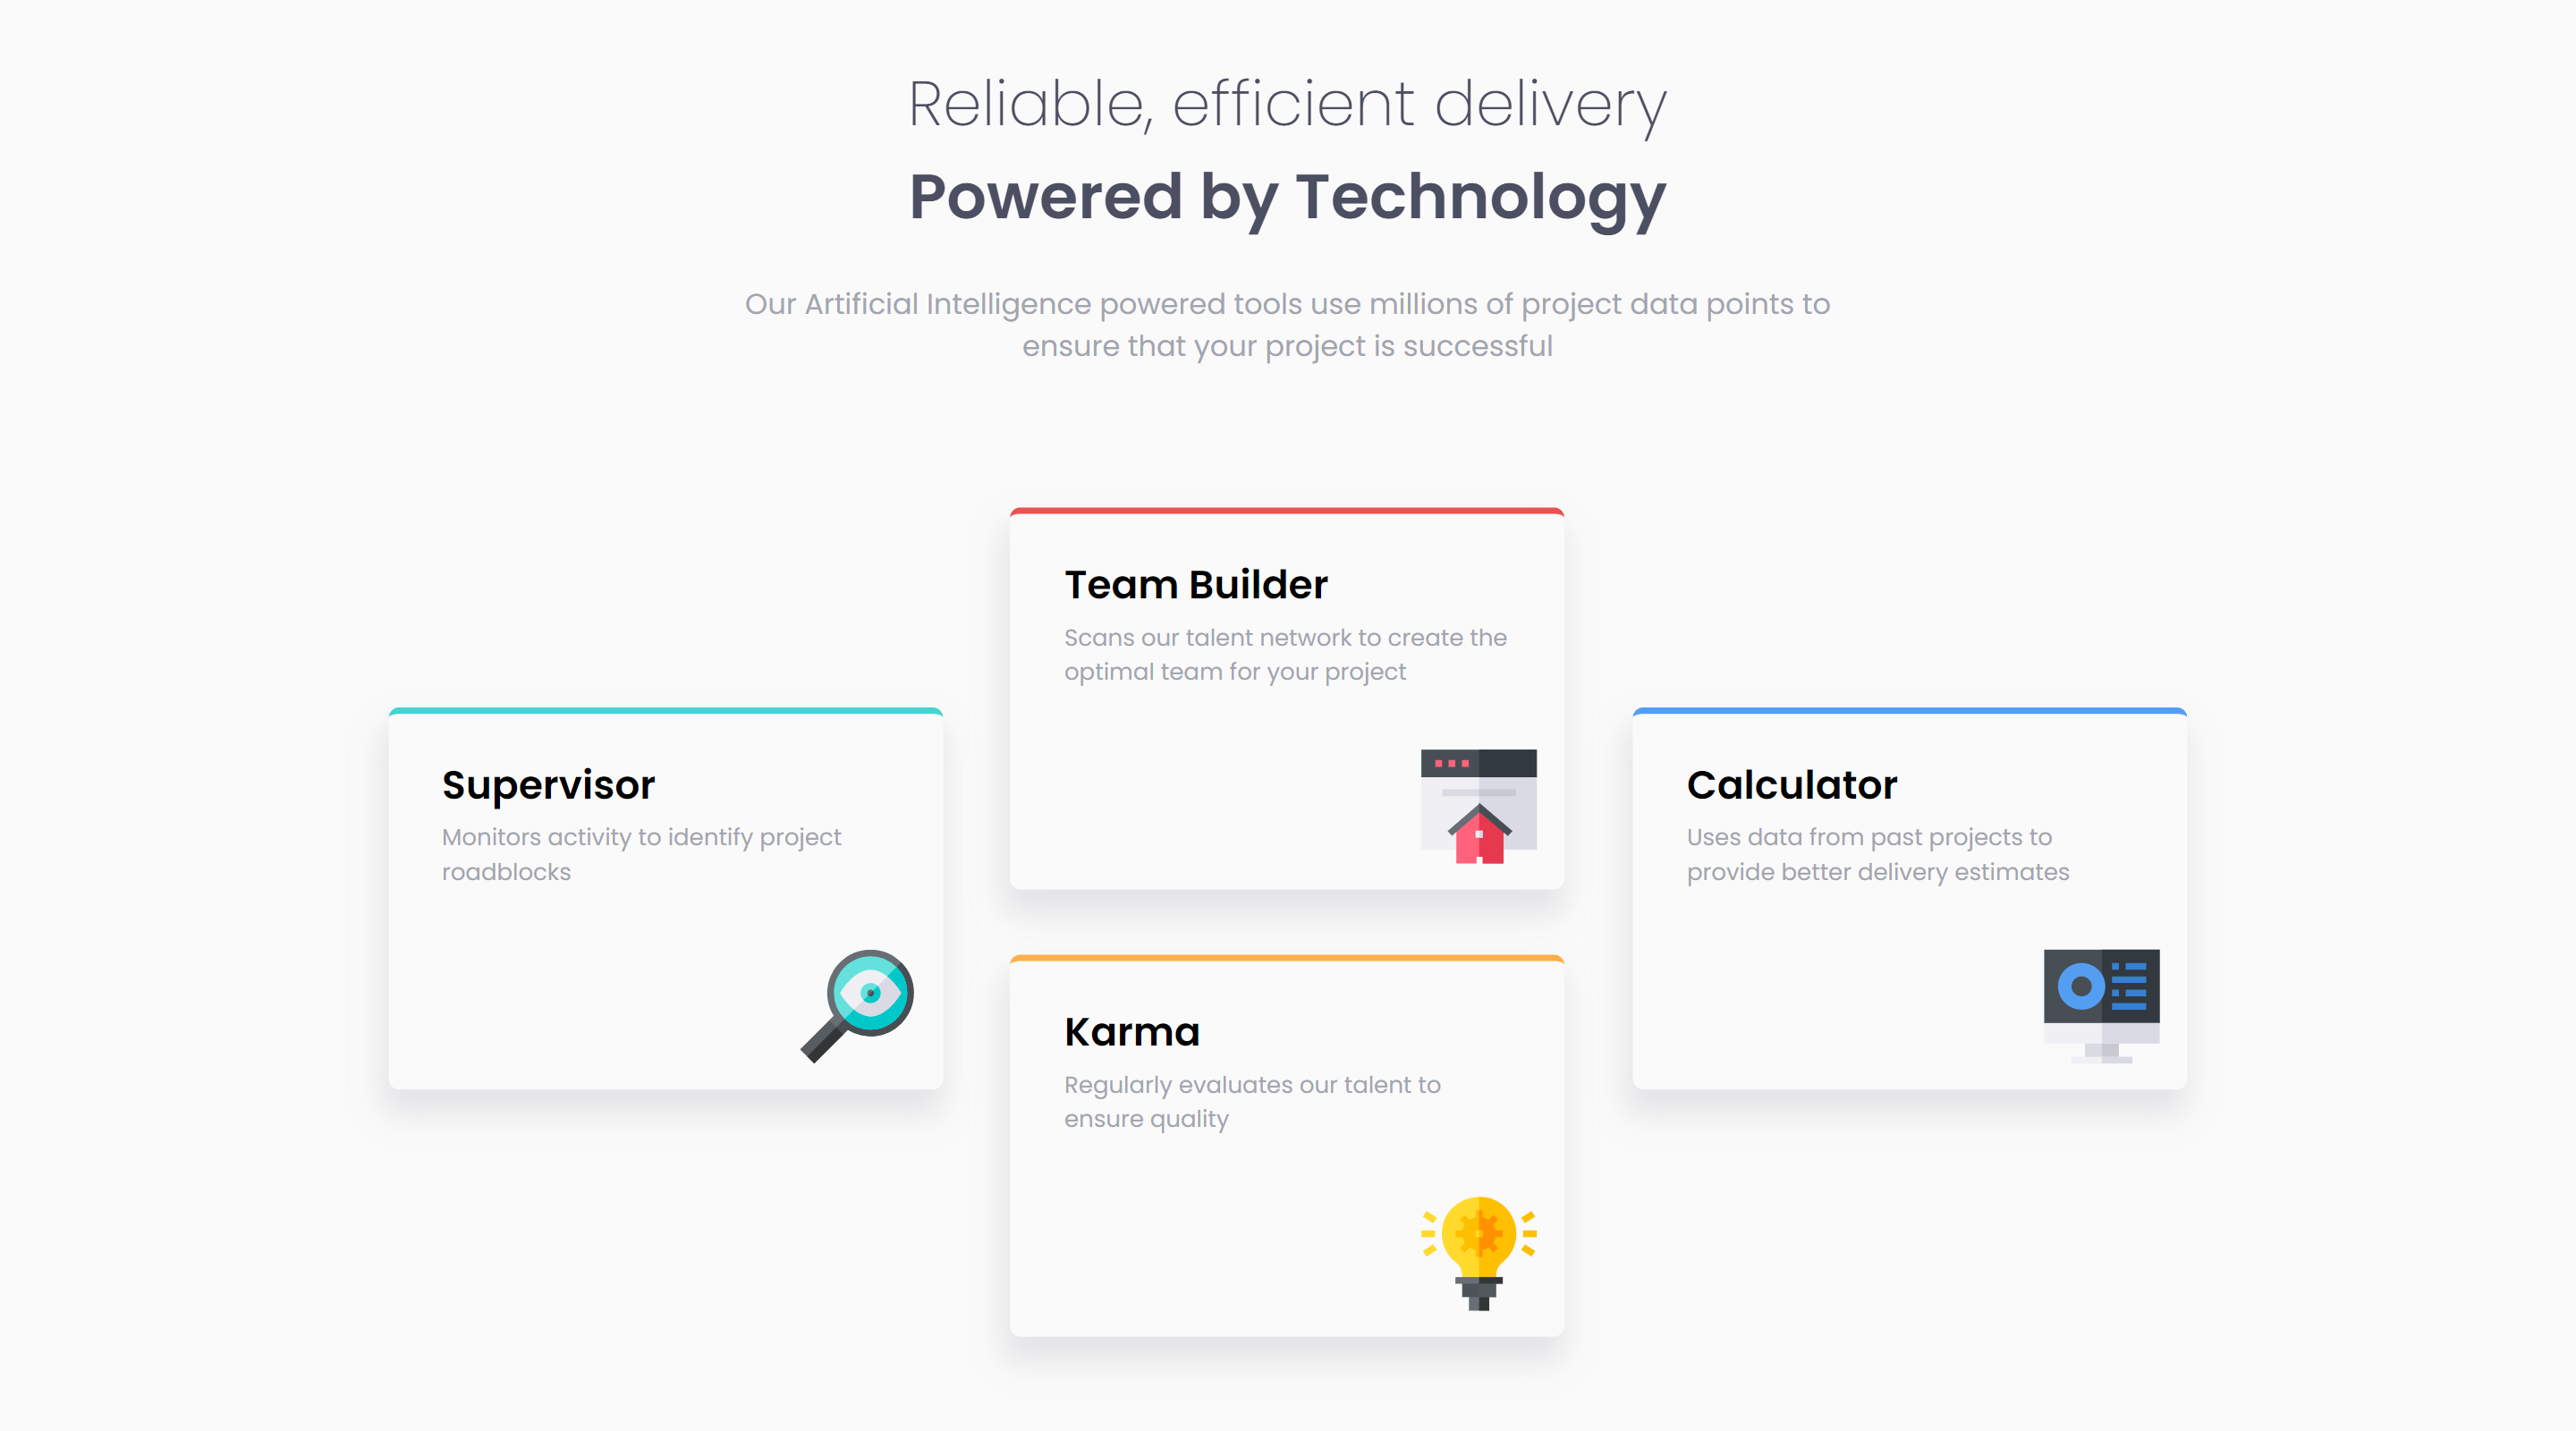 Reliable, efficient delivery
Powered by Technology
Our Artificial Intelligence powered tools use millions of project data points to
ensure that your project is successful
Supervisor
Monitors activity to identify project
roadblocks
Team Builder
Scans our talent network to create the
optimal team for your project
Karma
Regularly evaluates our talent to
ensure quality
Calculator
Uses data from past projects to
provide better delivery estimates